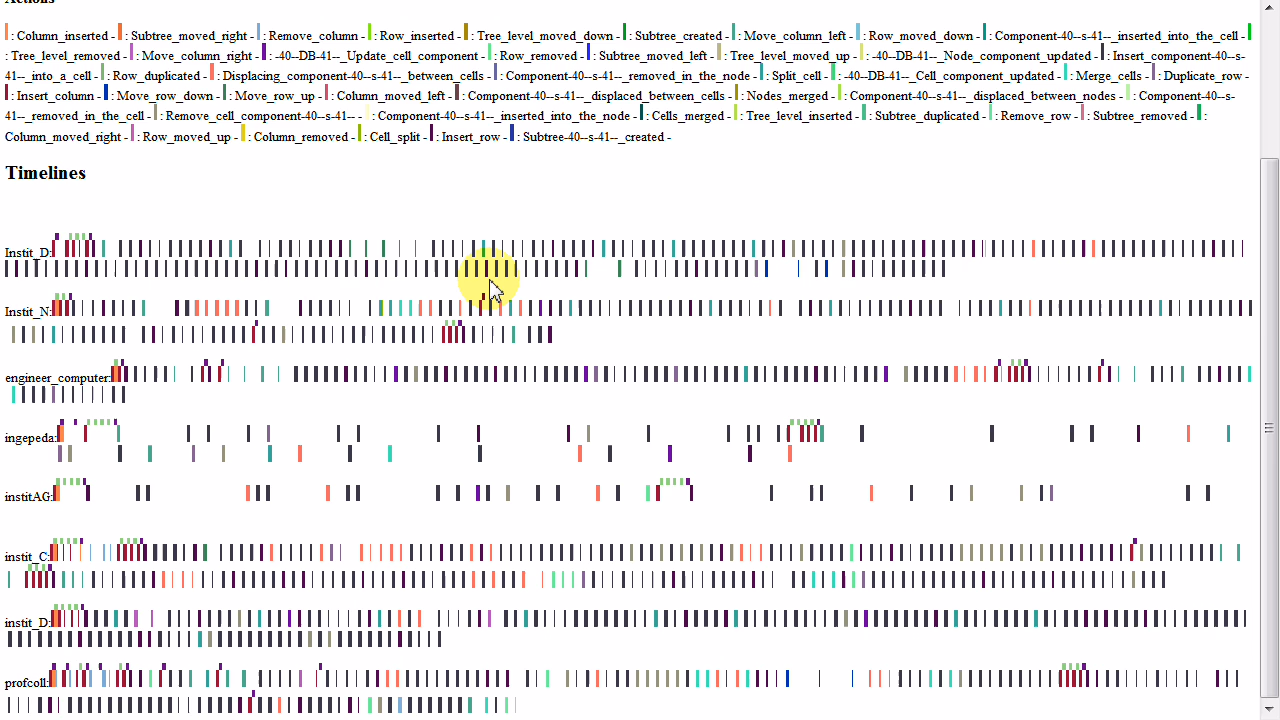 Actions
: Column_inserted - : Subtree_moved_right - : Remove_column - : Row_inserted - : Tree_level_moved_down - : Subtree_created - : Move_column_left - : Row_moved_down - : Component-40--s-41--_inserted_into_the_cell -
: Tree_level_removed - : Move_column_right - : -40--DB-41--_Update_cell_component - : Row_removed - : Subtree_moved_left - : Tree_level_moved_up - : -40--DB-41--_Node_component_updated - : Insert_component-40--s-
41--_into_a_cell - : Row_duplicated - : Displacing_component-40--s-41--_between_cells - : Component-40--s-41--_removed_in_the_node - : Split_cell - : -40--DB-41--_Cell_component_updated - : Merge_cells - : Duplicate_row -
: Insert_column - : Move_row_down - : Move_row_up - : Column_moved_left - : Component-40--s-41--_displaced_between_cells - : Nodes_merged - : Component-40--s-41--_displaced_between_nodes - : Component-40--s-
41--_removed_in_the_cell - : Remove_cell_component-40--s-41-- - : Component-40--s-41--_inserted_into_the_node - : Cells_merged - : Tree_level_inserted - : Subtree_duplicated - : Remove_row - : Subtree_removed - :
Column_moved_right - : Row_moved_up - : Column_removed - : Cell_split - : Insert_row - : Subtree-40--s-41--_created -
Timelines
Instit_D:
Instit_N:
engineer_computer:
ingepeda:
institAG:
instit_C:
instit_D:
profcoll: